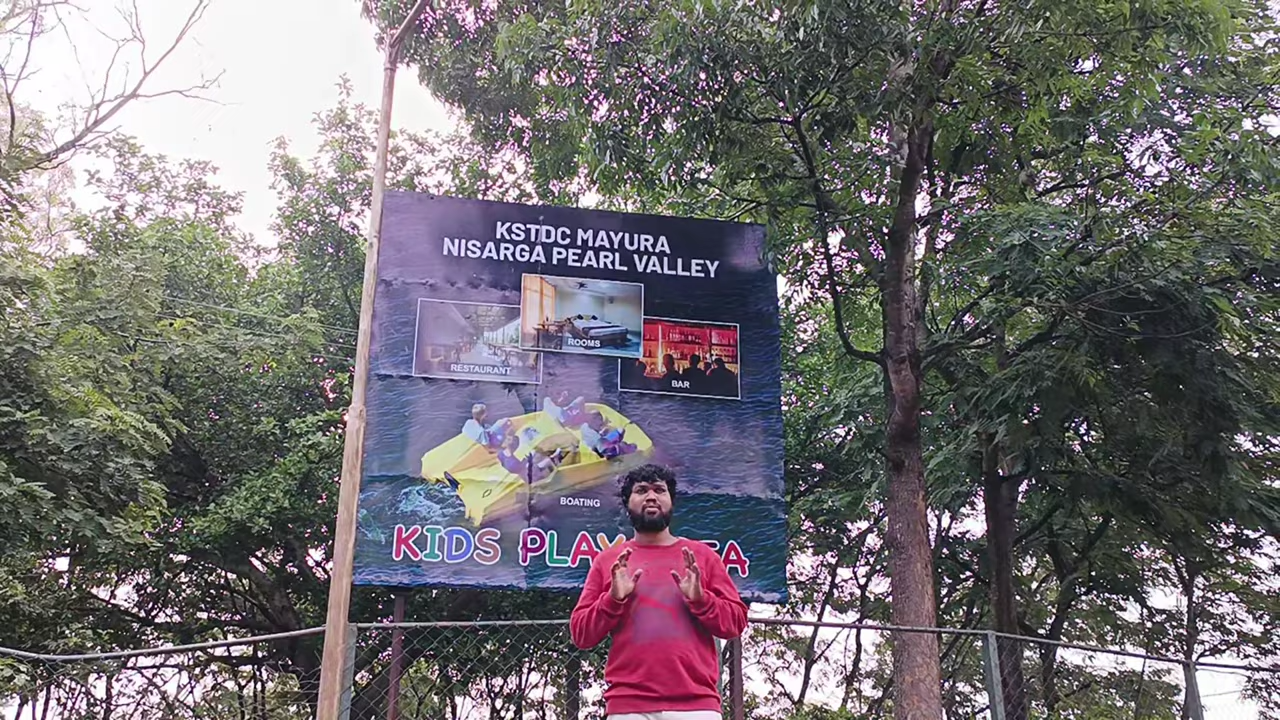 KSTDC MAYURA
NISARGA PEARL VALLEY
ROOMS
RESTAURANT
BAR
BOATING
KIDS PLAY